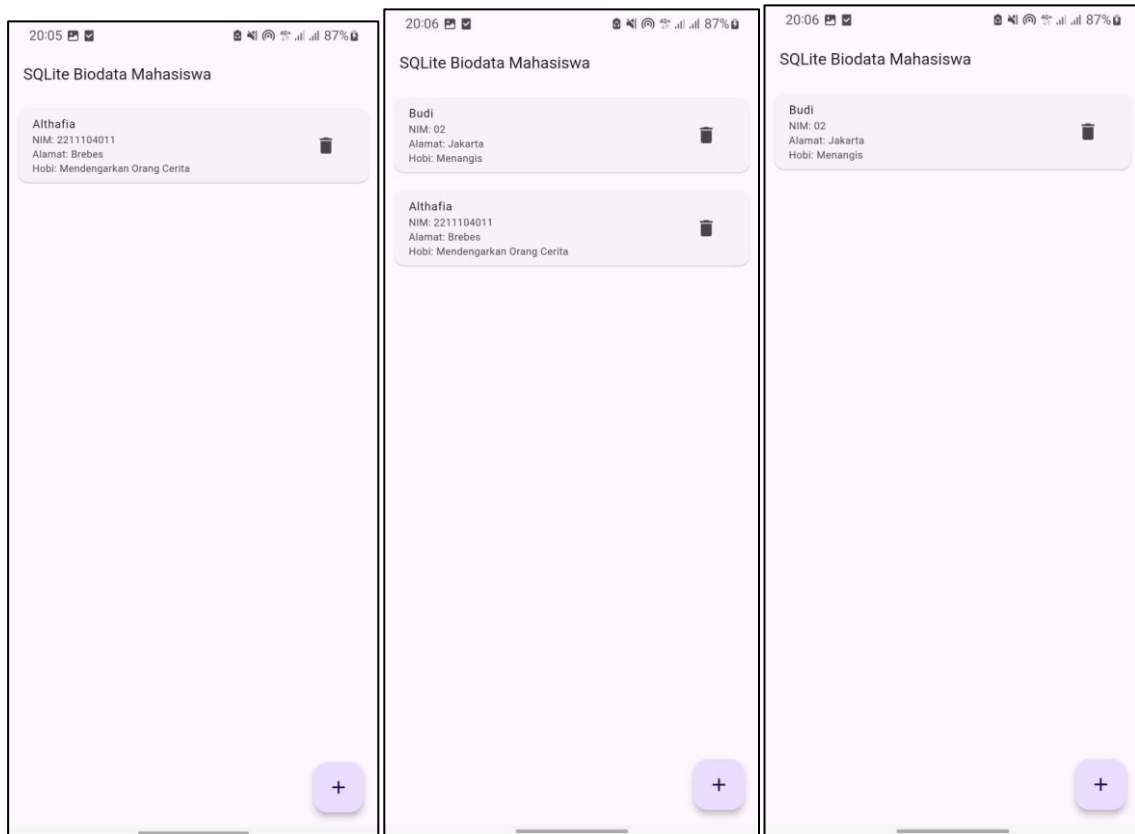 20:05
87%
SQLite Biodata Mahasiswa
Althafia
NIM: 2211104011
Alamat: Brebes
Hobi: Mendengarkan Orang Cerita
+
20:06
87%
SQLite Biodata Mahasiswa
Budi
NIM: 02
Alamat: Jakarta
Hobi: Menangis
Althafia
NIM: 2211104011
Alamat: Brebes
Hobi: Mendengarkan Orang Cerita
+
20:06
87%
SQLite Biodata Mahasiswa
Budi
NIM: 02
Alamat: Jakarta
Hobi: Menangis
+